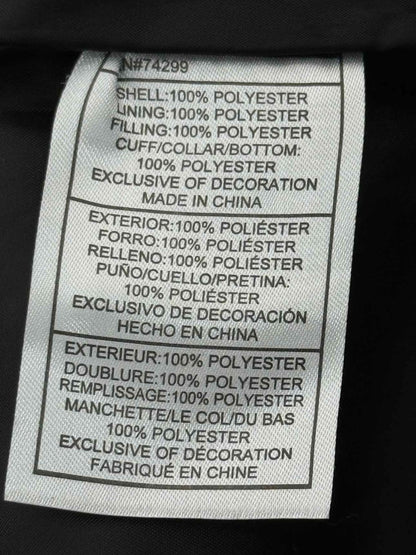 N#74299
SHELL:100% POLYESTER
LINING:100% POLYESTER
FILLING:100% POLYESTER
CUFF/COLLAR/BOTTOM:
100% POLYESTER
EXCLUSIVE OF DECORATION
MADE IN CHINA
EXTERIOR:100% POLIÉSTER
FORRO:100% POLIÉSTER
RELLENO:100% POLIÉSTER
PUÑO/CUELLO/PRETINA:
100% POLIÉSTER
EXCLUSIVO DE DECORACIÓN
HECHO EN CHINA
EXTERIEUR:100% POLYESTER
DOUBLURE:100% POLYESTER
REMPLISSAGE:100% POLYESTER
MANCHETTE/LE COL/DU BAS
100% POLYESTER
EXCLUSIVE OF DÉCORATION
FABRIQUÉ EN CHINE